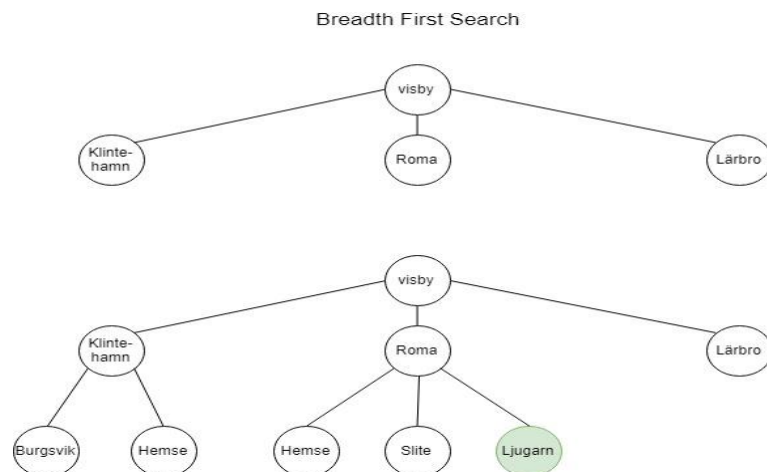 Breadth First Search
visby
Klinte-
hamn
Roma
Lärbro
visby
Klinte-
hamn
Roma
Lärbro
Burgsvik
Hemse
Hemse
Slite
Ljugarn